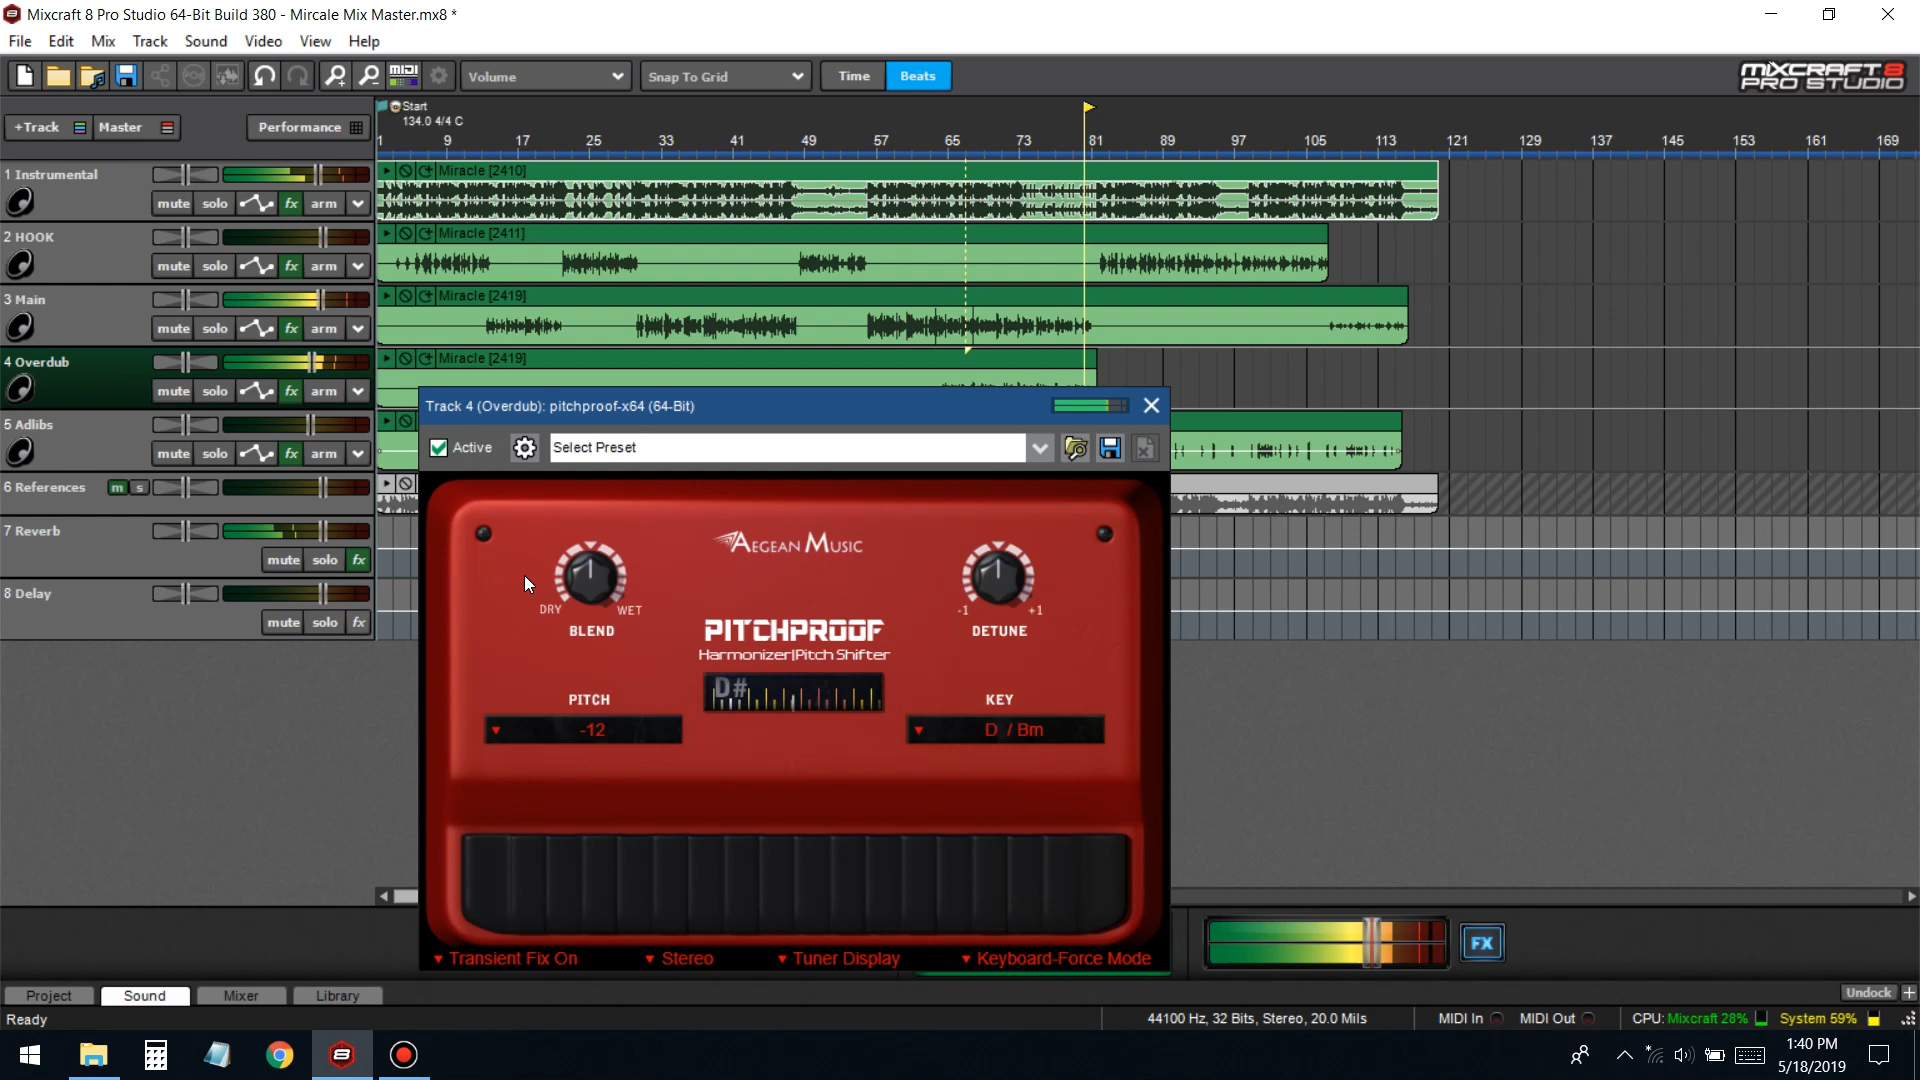 Mixcraft 8 Pro Studio 64-Bit Build 380 - Mircale Mix Master.mx8 *
File Edit Mix Track Sound Video View Help
MIDI Volume Snap To Grid Time Beats
MIXCRAFT 8
PRO STUDIO
+Track Master Performance
Start
134.0 4/4 C
1 9 17 25 33 41 49 57 65 73 81 89 97 105 113 121 129 137 145 153 161 169
1 Instrumental
mute solo fx arm
Miracle [2410]
2 HOOK
mute solo fx arm
Miracle [2411]
3 Main
mute solo fx arm
Miracle [2419]
4 Overdub
mute solo fx arm
Miracle [2419]
5 Adlibs
mute solo fx arm
6 References m s
7 Reverb
mute solo fx
8 Delay
mute solo fx
Track 4 (Overdub): pitchproof-x64 (64-Bit)
Active Select Preset
AEGEAN MUSIC
DRY WET
BLEND
-1 +1
DETUNE
PITCHPROOF
Harmonizer|Pitch Shifter
D#
PITCH
-12
KEY
D / Bm
Transient Fix On Stereo Tuner Display Keyboard-Force Mode
FX
Project Sound Mixer Library Undock +
Ready 44100 Hz, 32 Bits, Stereo, 20.0 Mils MIDI In MIDI Out CPU: Mixcraft 28% System 59%
8
1:40 PM
5/18/2019